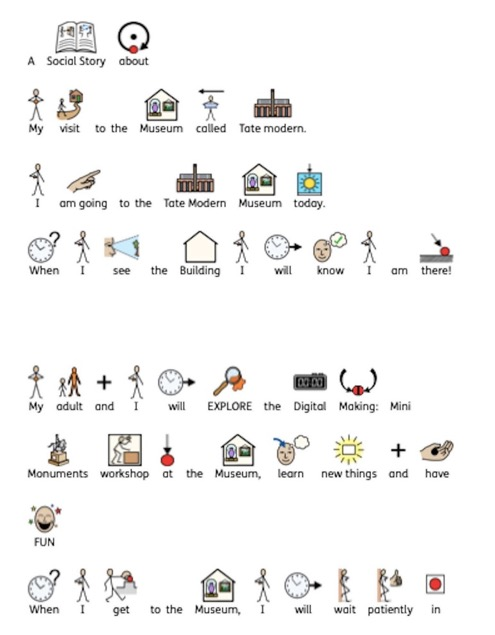 A Social Story about
My visit to the Museum called Tate modern.
I am going to the Tate Modern Museum today.
When I see the Building I will know I am there!
My adult and I will EXPLORE the Digital Making: Mini
Monuments workshop at the Museum, learn new things and have
FUN
When I get to the Museum, I will wait patiently in